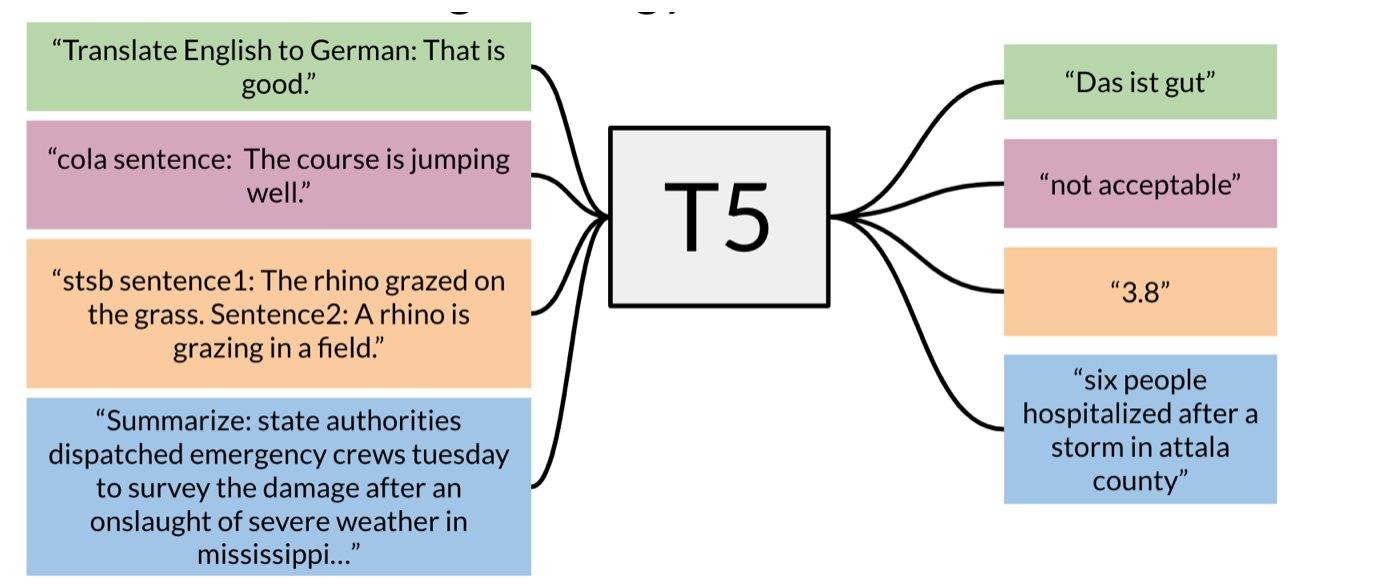 “Translate English to German: That is
good.”
“cola sentence:  The course is jumping
well.”
“stsb sentence1: The rhino grazed on
the grass. Sentence2: A rhino is
grazing in a field.”
“Summarize: state authorities
dispatched emergency crews tuesday
to survey the damage after an
onslaught of severe weather in
mississippi...”
T5
“Das ist gut”
“not acceptable”
“3.8”
“six people
hospitalized after a
storm in attala
county”